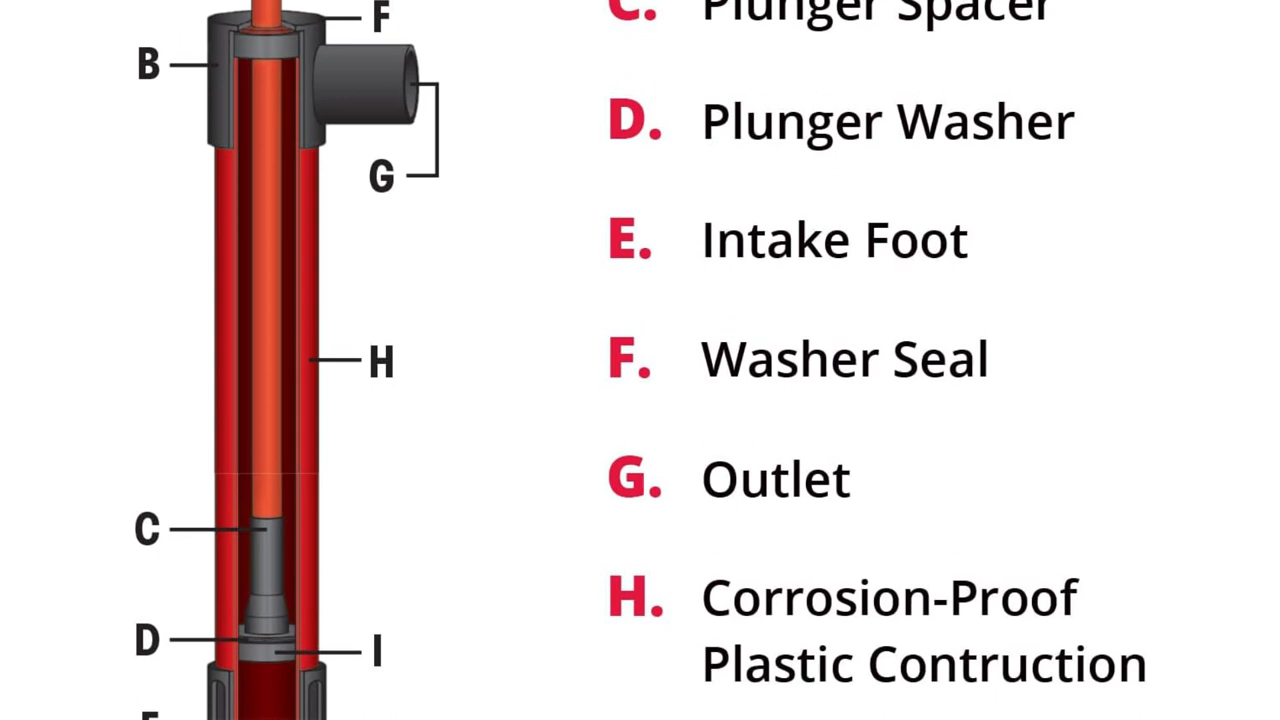 F
B
G
H
C
D
I
C. Plunger Spacer
D. Plunger Washer
E. Intake Foot
F. Washer Seal
G. Outlet
H. Corrosion-Proof
Plastic Contruction